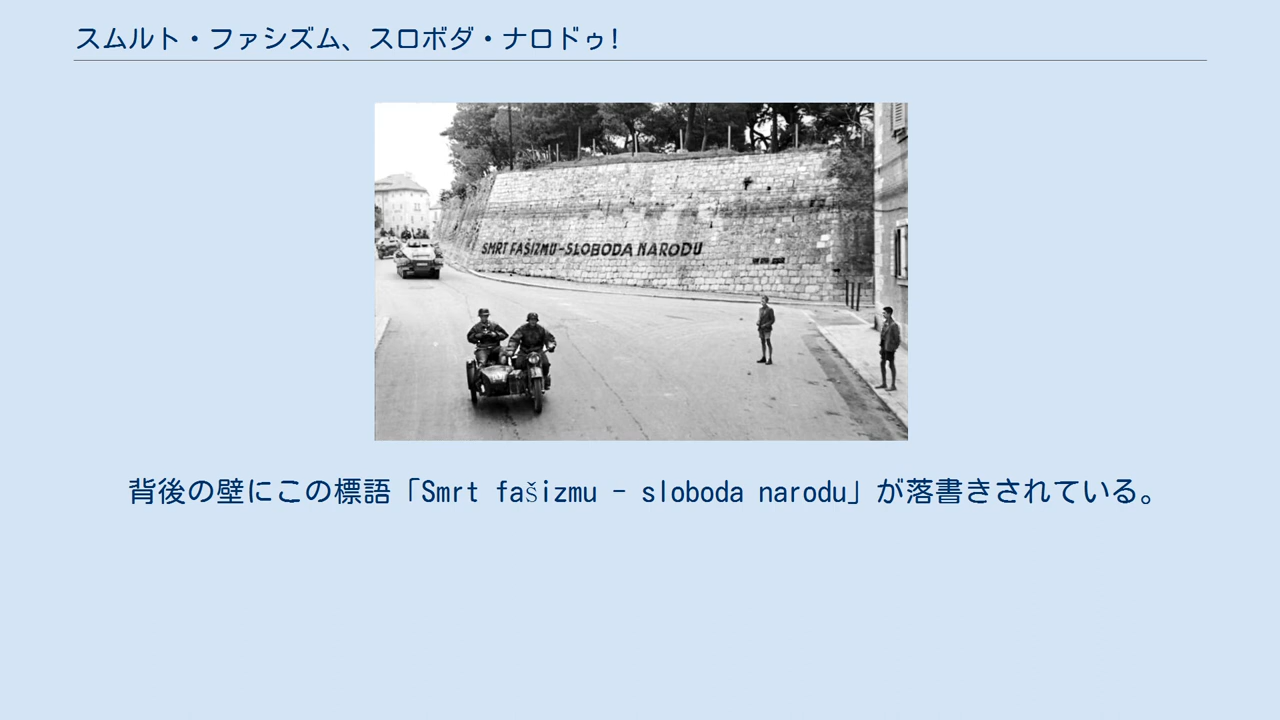 スムルト・ファシズム、スロボダ・ナロドゥ!
SMRT FAŠIZMU-SLOBODA NARODU
背後の壁にこの標語「Smrt fašizmu - sloboda narodu」が落書きされている。